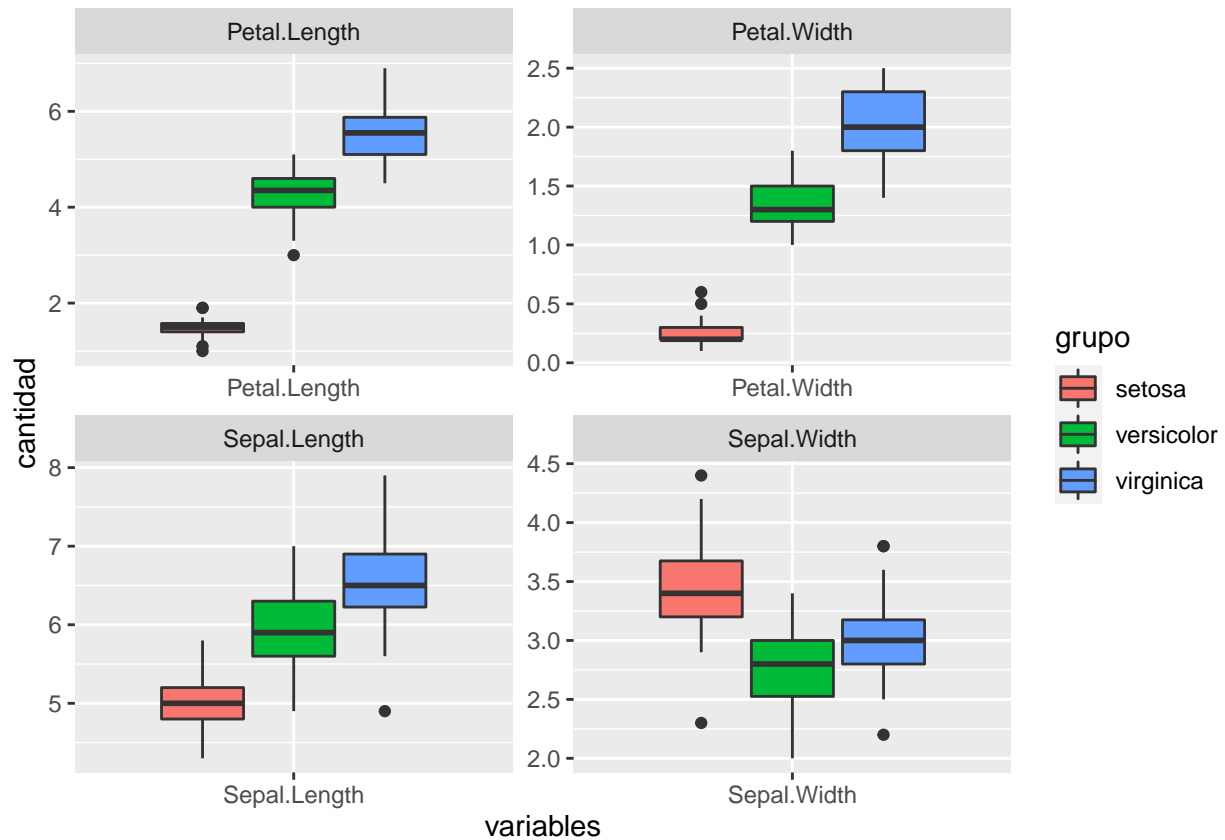 Petal.Length
Petal.Width
6
4
2
2.5
2.0
1.5
1.0
0.5
0.0
Petal.Length
Petal.Width
cantidad
Sepal.Length
Sepal.Width
8
7
6
5
4.5
4.0
3.5
3.0
2.5
2.0
Sepal.Length
Sepal.Width
variables
grupo
setosa
versicolor
virginica